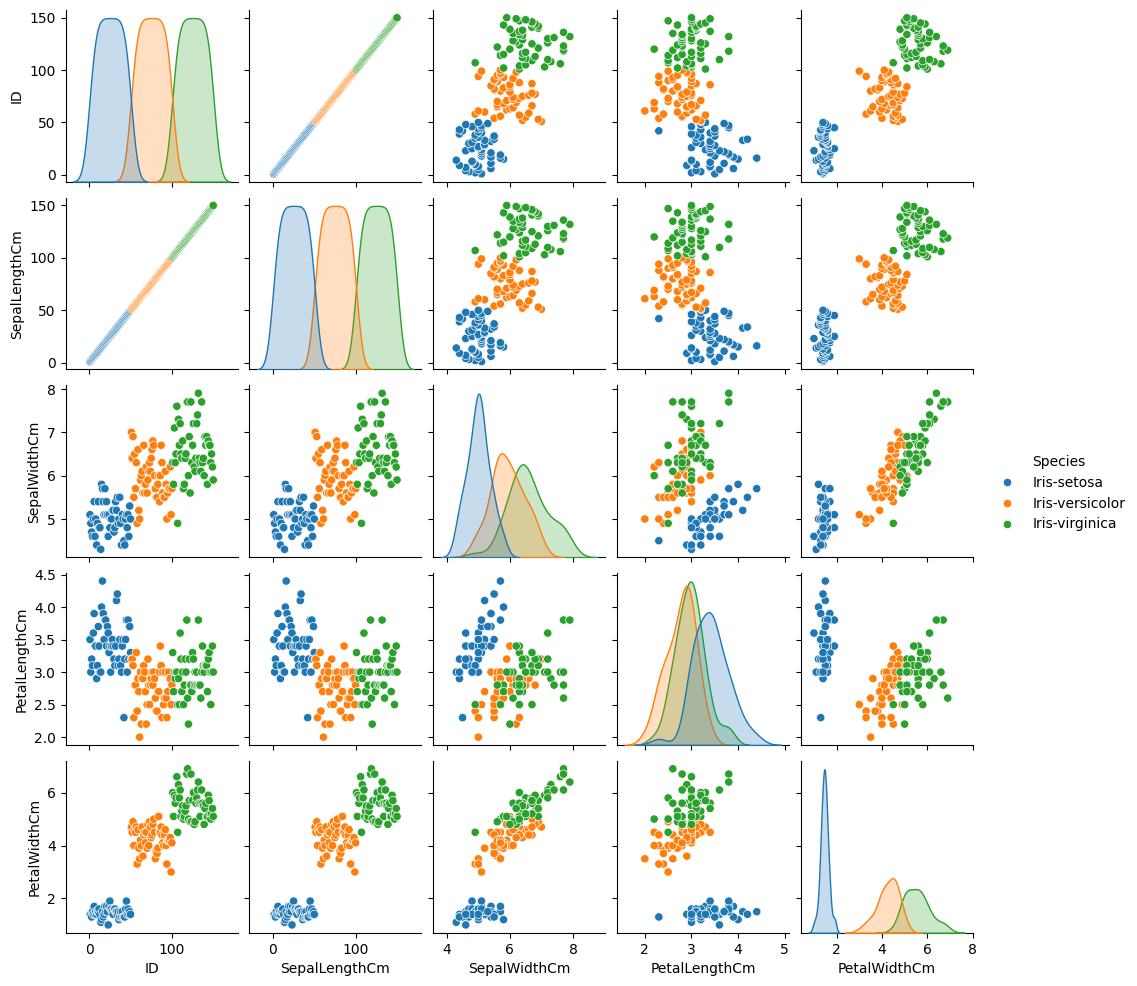 150
100
50
0
ID
150
100
50
0
SepalLengthCm
8
7
6
5
SepalWidthCm
4.5
4.0
3.5
3.0
2.5
2.0
PetalLengthCm
6
4
2
PetalWidthCm
0 100
ID
0 100
SepalLengthCm
4 6 8
SepalWidthCm
2 3 4 5
PetalLengthCm
2 4 6 8
PetalWidthCm
Species
Iris-setosa
Iris-versicolor
Iris-virginica